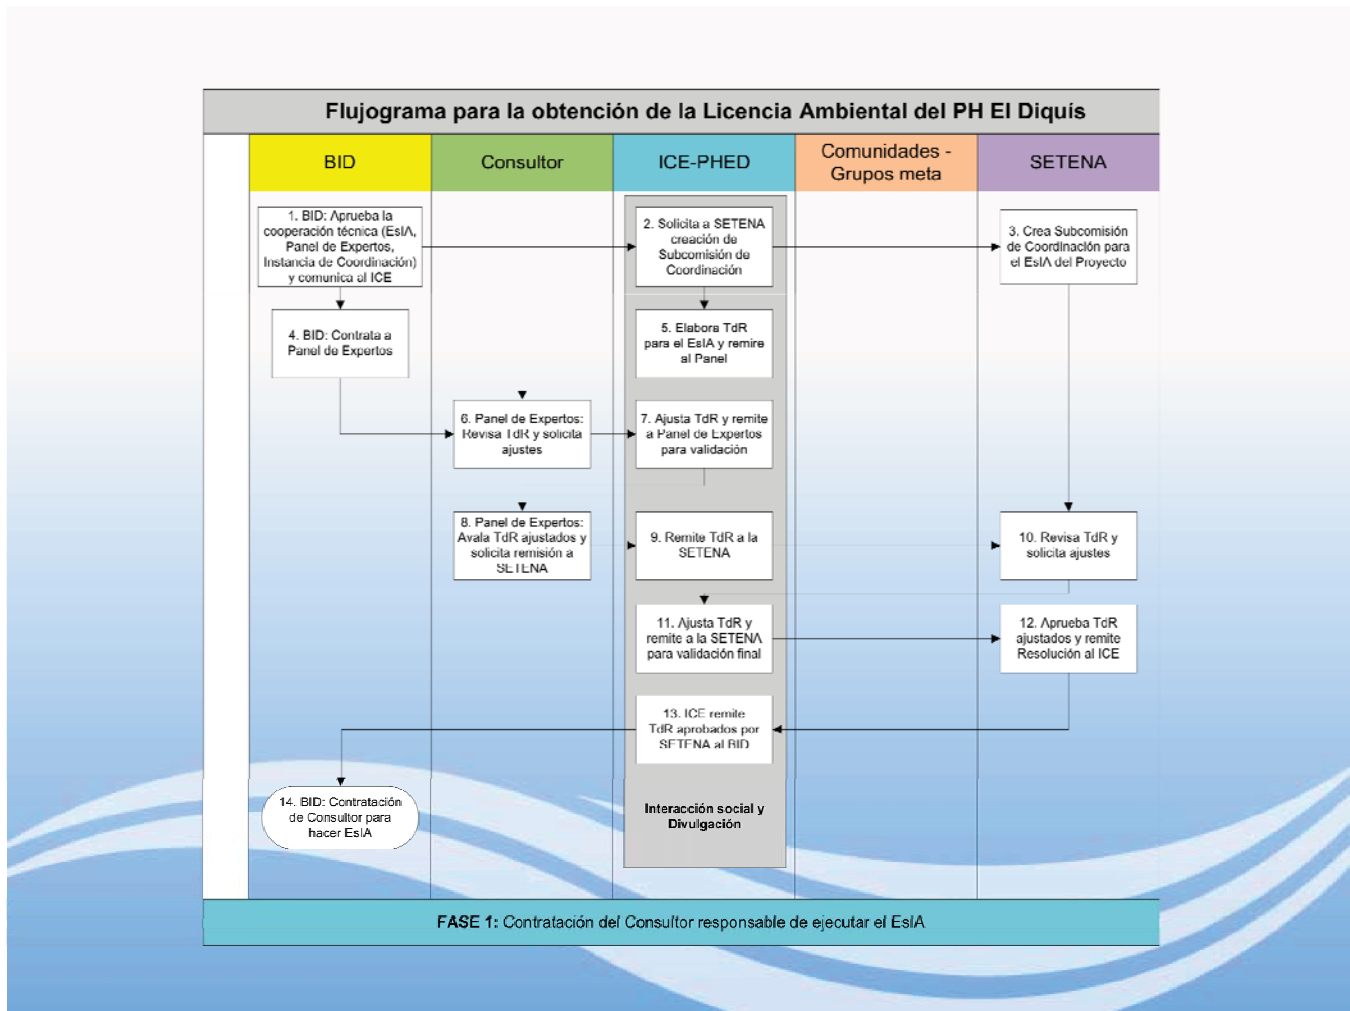 Flujograma para la obtención de la Licencia Ambiental del PH El Diquís
BID
Consultor
ICE-PHED
Comunidades -
Grupos meta
SETENA
1. BID: Aprueba la
cooperación técnica (EsIA,
Panel de Expertos,
Instancia de Coordinación)
y comunica al ICE
2. Solicita a SETENA
creación de
Subcomisión de
Coordinación
3. Crea Subcomisión
de Coordinación para
el EsIA del Proyecto
4. BID: Contrata a
Panel de Expertos
5. Elabora TdR
para el EsIA y remire
al Panel
6. Panel de Expertos:
Revisa TdR y solicita
ajustes
7. Ajusta TdR y remite
a Panel de Expertos
para validación
8. Panel de Expertos:
Avala TdR ajustados y
solicita remisión a
SETENA
9. Remite TdR a la
SETENA
10. Revisa TdR y
solicita ajustes
11. Ajusta TdR y
remite a la SETENA
para validación final
12. Aprueba TdR
ajustados y remite
Resolución al ICE
13. ICE remite
TdR aprobados por
SETENA al BID
14. BID: Contratación
de Consultor para
hacer EsIA
Interacción social y
Divulgación
FASE 1: Contratación del Consultor responsable de ejecutar el EsIA